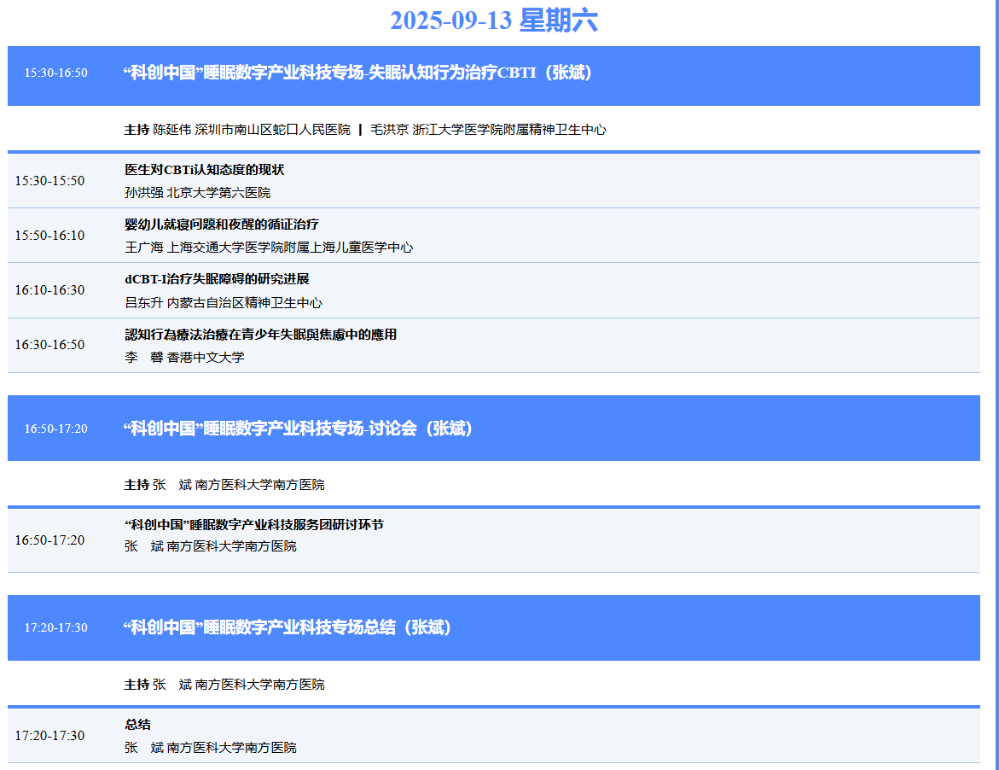 2025-09-13 星期六
15:30-16:50 “科创中国”睡眠数字产业科技专场-失眠认知行为治疗CBTI（张斌）
主持 陈延伟 深圳市南山区蛇口人民医院 | 毛洪京 浙江大学医学院附属精神卫生中心
15:30-15:50
医生对CBTi认知态度的现状
孙洪强 北京大学第六医院
15:50-16:10
婴幼儿就寝问题和夜醒的循证治疗
王广海 上海交通大学医学院附属上海儿童医学中心
16:10-16:30
dCBT-I治疗失眠障碍的研究进展
吕东升 内蒙古自治区精神卫生中心
16:30-16:50
認知行為療法治療在青少年失眠與焦慮中的應用
李　馨 香港中文大学
16:50-17:20 “科创中国”睡眠数字产业科技专场-讨论会（张斌）
主持 张　斌 南方医科大学南方医院
16:50-17:20
“科创中国”睡眠数字产业科技服务团研讨环节
张　斌 南方医科大学南方医院
17:20-17:30 “科创中国”睡眠数字产业科技专场总结（张斌）
主持 张　斌 南方医科大学南方医院
17:20-17:30
总结
张　斌 南方医科大学南方医院